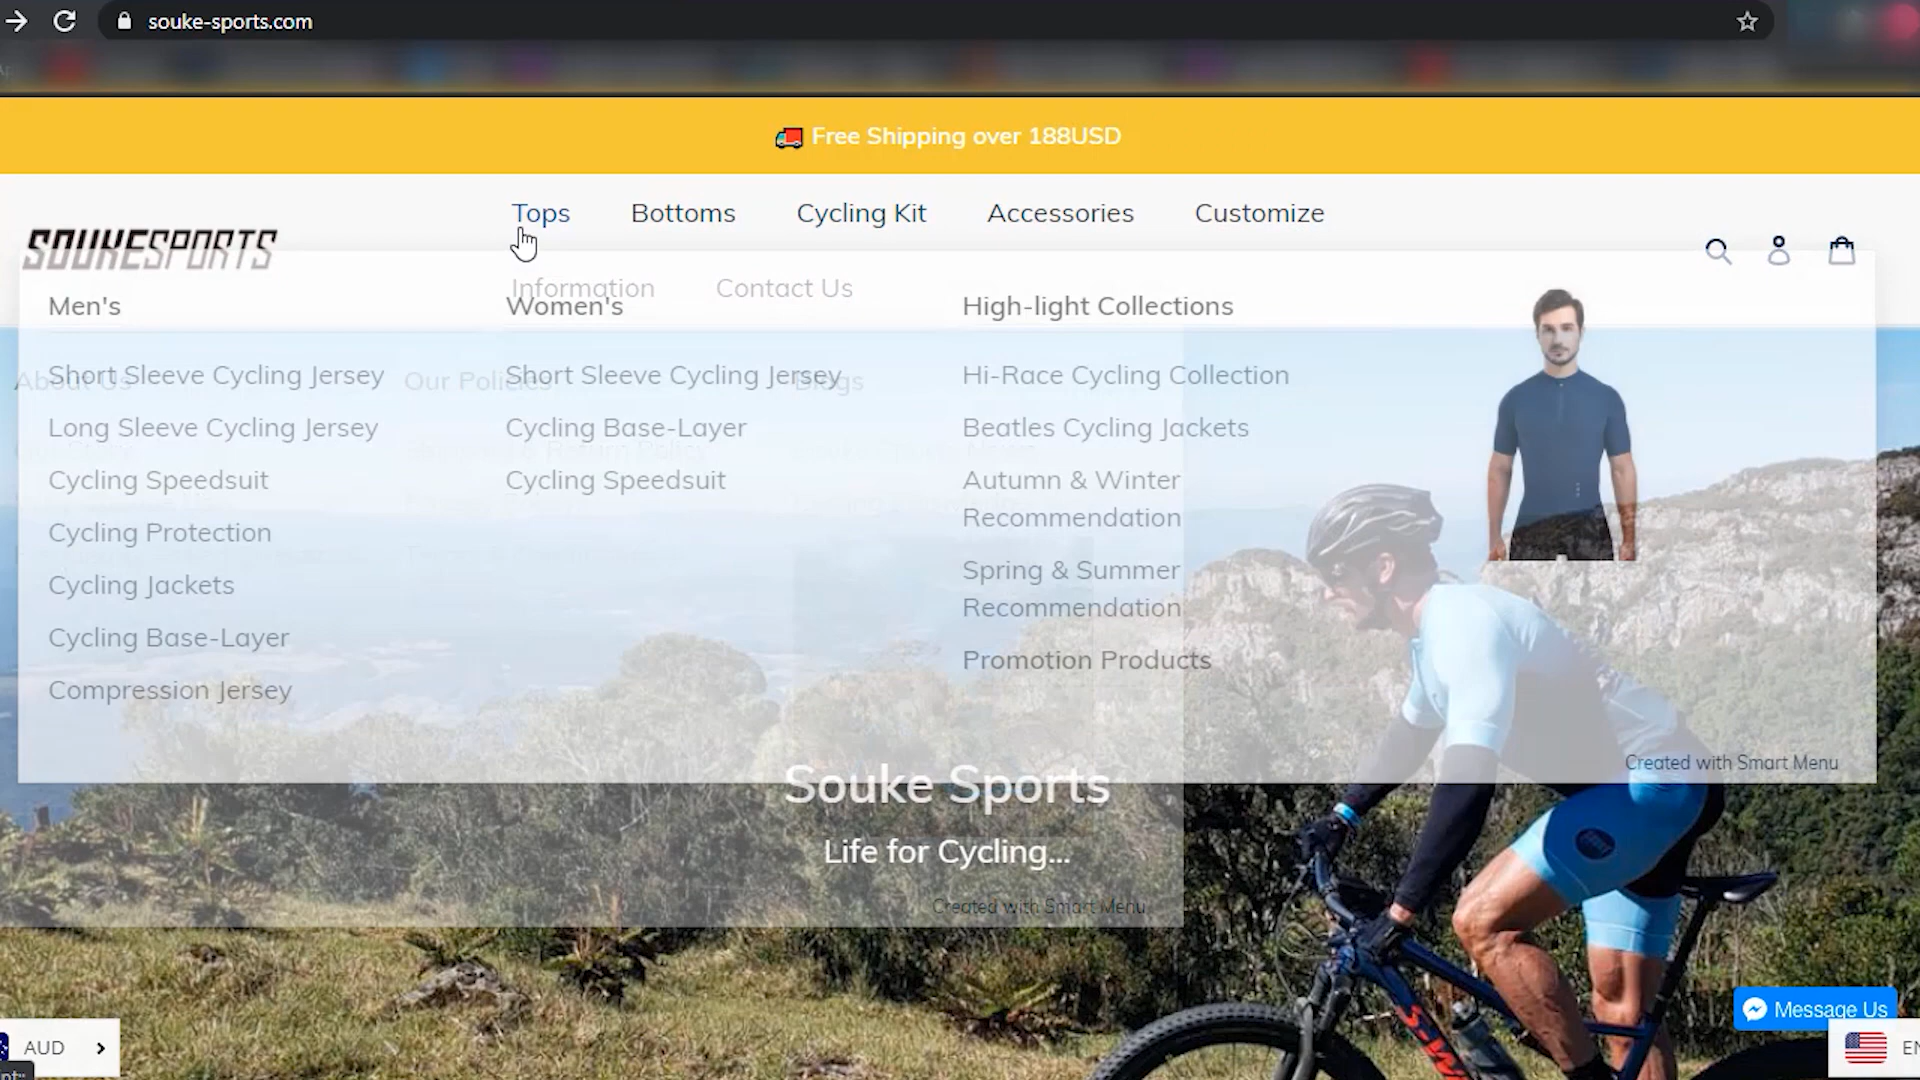 souke-sports.com
Free Shipping over 188USD
SOUKESPORTS
Tops Bottoms Cycling Kit Accessories Customize
Information Contact Us
Men's Women's High-light Collections
About Us Our Policies Blogs
Short Sleeve Cycling Jersey Short Sleeve Cycling Jersey Hi-Race Cycling Collection
Long Sleeve Cycling Jersey Cycling Base-Layer Beatles Cycling Jackets
Return Policy
Cycling Speedsuit Cycling Speedsuit Autumn & Winter
Recommendation
Cycling Protection
Cycling Jackets Spring & Summer
Recommendation
Cycling Base-Layer
Promotion Products
Compression Jersey
Created with Smart Menu
Souke Sports
Life for Cycling...
Created with Smart Menu
Message Us
AUD
EN